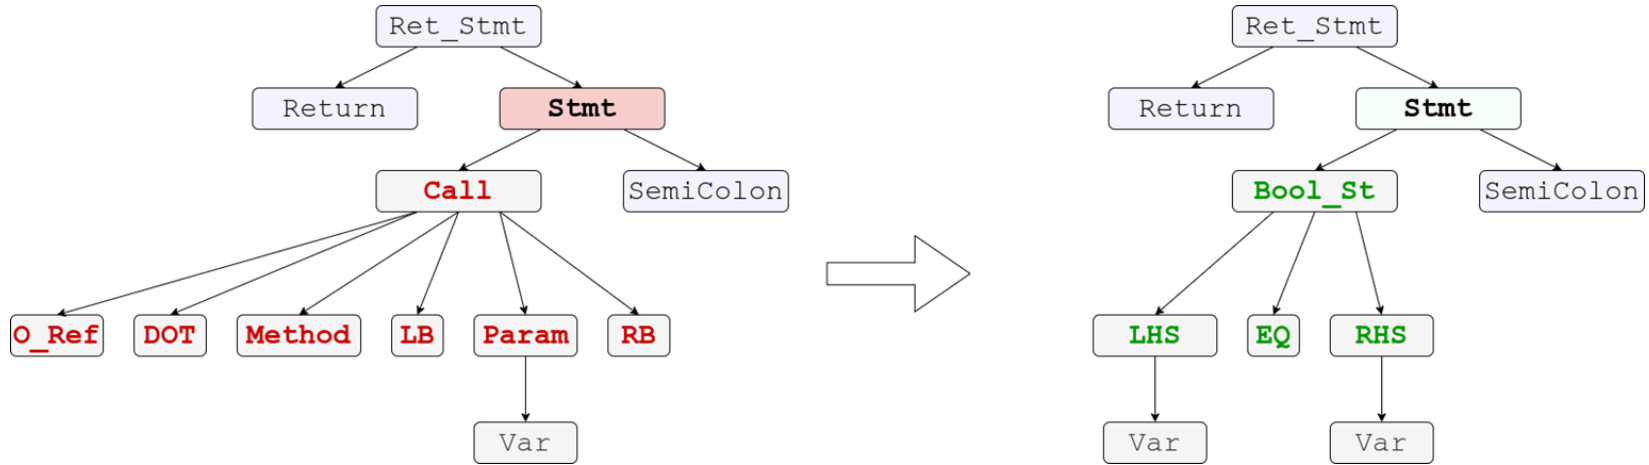 Ret_Stmt
Ret_Stmt
Return
Stmt
Return
Stmt
Call
SemiColon
Bool_St
SemiColon
O_Ref
DOT
Method
LB
Param
RB
LHS
EQ
RHS
Var
Var
Var